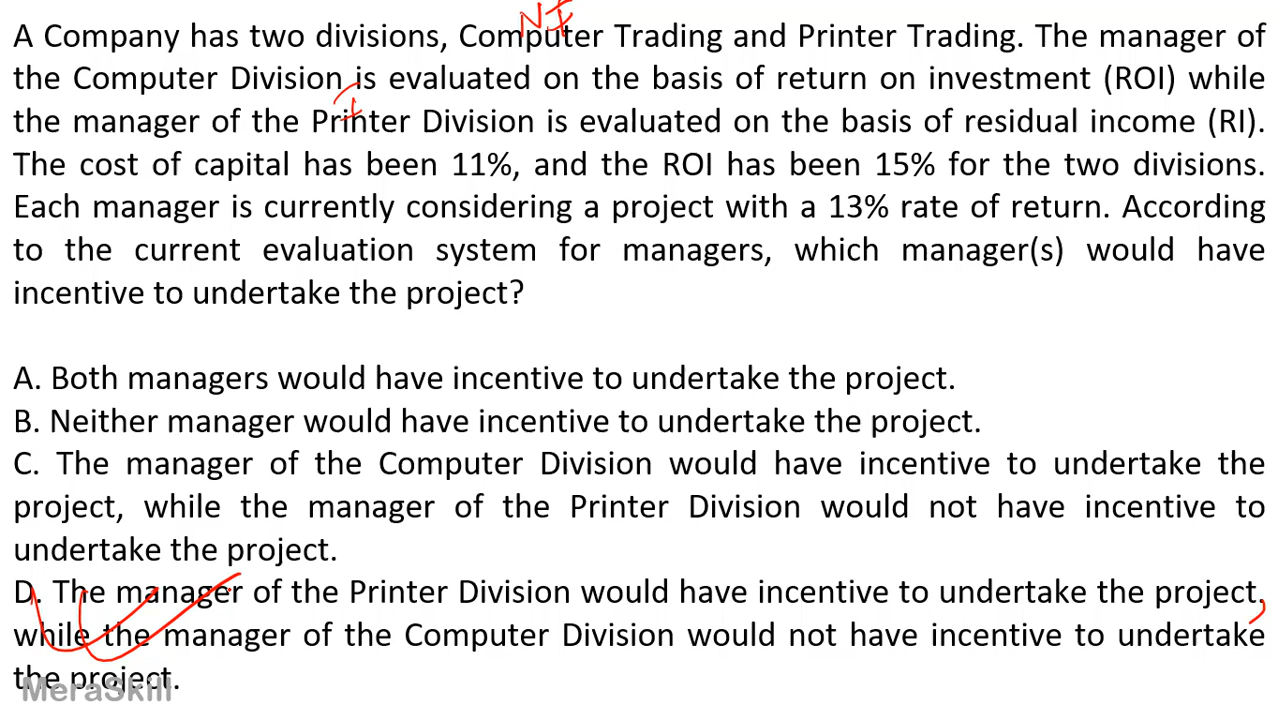 NI
A Company has two divisions, Computer Trading and Printer Trading. The manager of
the Computer Division is evaluated on the basis of return on investment (ROI) while
I
the manager of the Printer Division is evaluated on the basis of residual income (RI).
The cost of capital has been 11%, and the ROI has been 15% for the two divisions.
Each manager is currently considering a project with a 13% rate of return. According
to the current evaluation system for managers, which manager(s) would have
incentive to undertake the project?
A. Both managers would have incentive to undertake the project.
B. Neither manager would have incentive to undertake the project.
C. The manager of the Computer Division would have incentive to undertake the
project, while the manager of the Printer Division would not have incentive to
undertake the project.
D. The manager of the Printer Division would have incentive to undertake the project,
while the manager of the Computer Division would not have incentive to undertake
the project.
MeraSkill